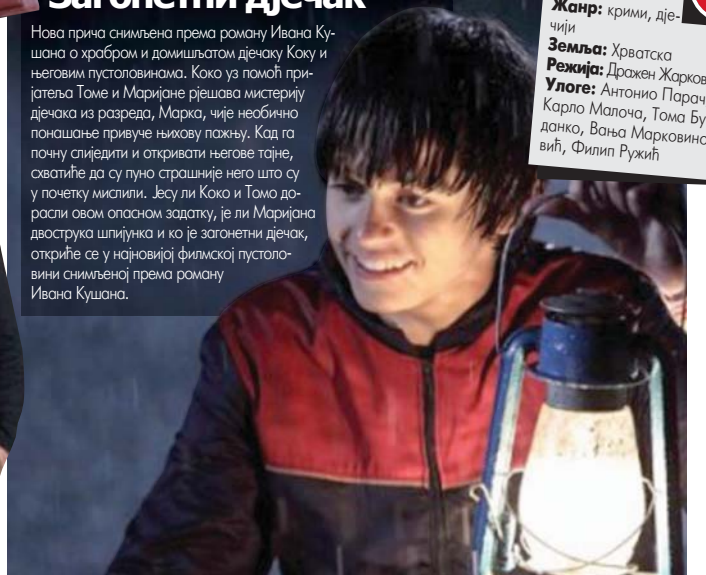 Загонетни дјечак
Нова прича снимљена према роману Ивана Ку-
шана о храбром и домишљатом дјечаку Коку и
његовим пустоловинама. Коко уз помоћ при-
јатеља Томе и Маријане рјешава мистерију
дјечака из разреда, Марка, чије необично
понашање привуче њихову пажњу. Кад га
почну слиједити и откривати његове тајне,
схватиће да су пуно страшније него што су
у почетку мислили. Јесу ли Коко и Томо до-
расли овом опасном задатку, је ли Маријана
двострука шпијунка и ко је загонетни дјечак,
откриће се у најновијој филмској пустоло-
вини снимљеној према роману
Ивана Кушана.
Жанр: крими, дје-
чији
Земља: Хрватска
Режија: Дражен Жарков
Улоге: Антонио Парач
Карло Малоча, Тома Бу
данко, Вања Марковино
вић, Филип Ружић